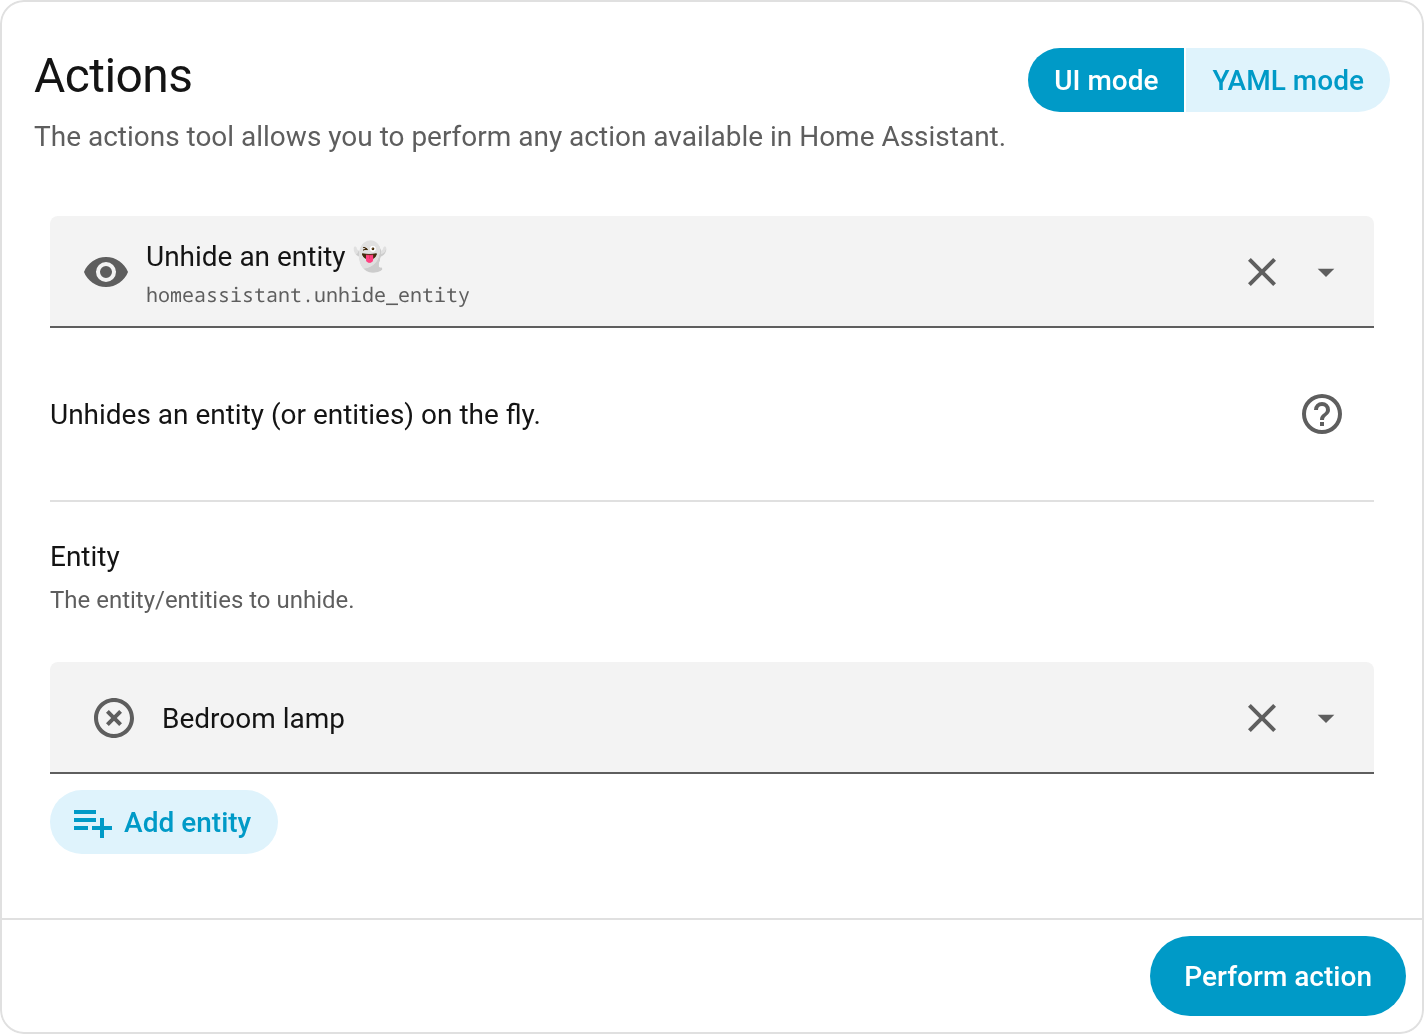 Actions
UI mode
YAML mode
The actions tool allows you to perform any action available in Home Assistant.
Unhide an entity 👻
homeassistant.unhide_entity
Unhides an entity (or entities) on the fly.
Entity
The entity/entities to unhide.
Bedroom lamp
Add entity
Perform action